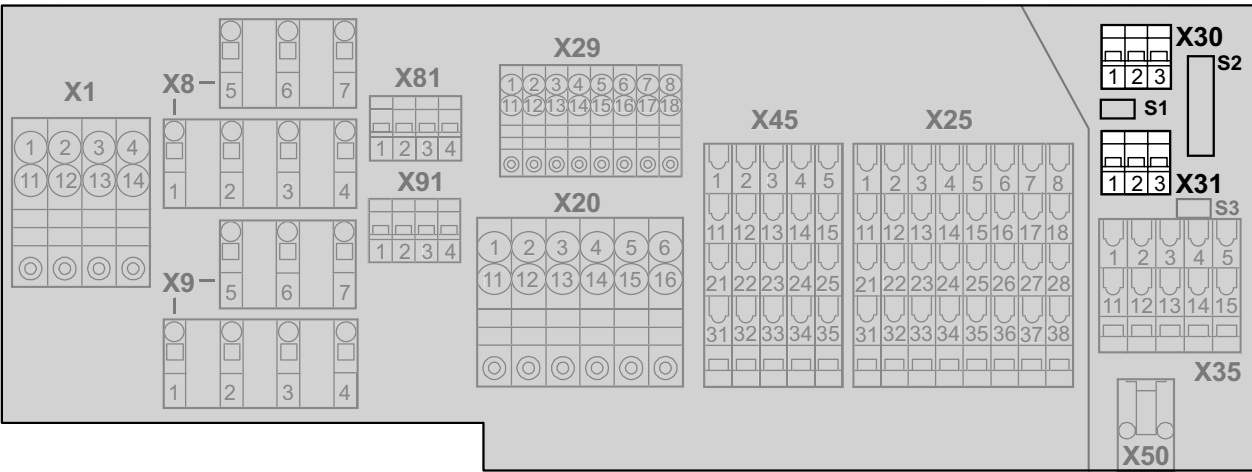 X1
1 2 3 4
11 12 13 14
X8
5 6 7
1 2 3 4
X9
5 6 7
1 2 3 4
X81
1 2 3 4
X91
1 2 3 4
X29
1 2 3 4 5 6 7 8
11 12 13 14 15 16 17 18
X20
1 2 3 4 5 6
11 12 13 14 15 16
X45
1 2 3 4 5
11 12 13 14 15
21 22 23 24 25
31 32 33 34 35
X25
1 2 3 4 5 6 7 8
11 12 13 14 15 16 17 18
21 22 23 24 25 26 27 28
31 32 33 34 35 36 37 38
X30
1 2 3
S2
S1
1 2 3
X31
S3
1 2 3 4 5
11 12 13 14 15
X35
X50